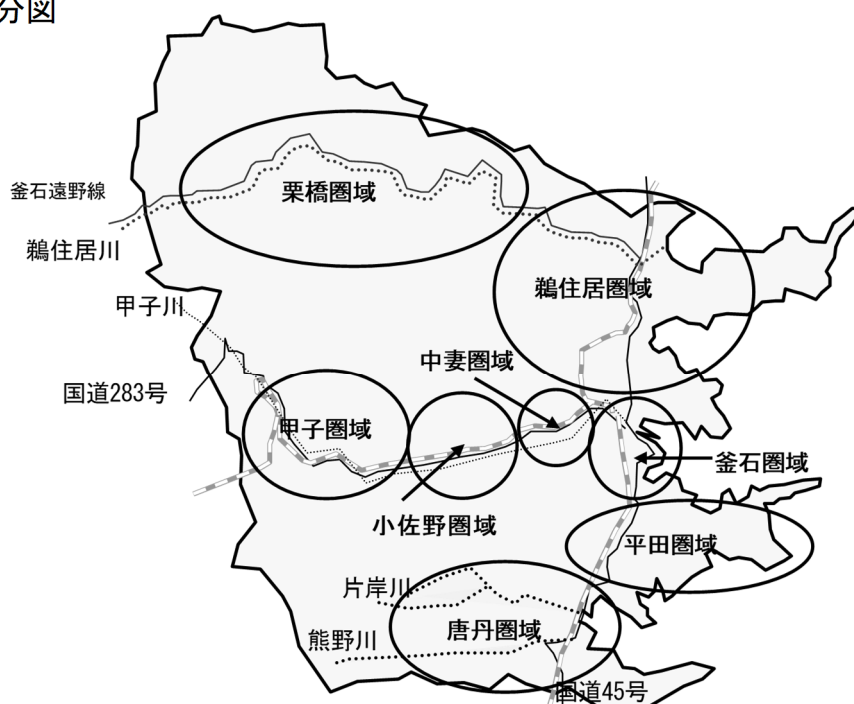 分図
釜石遠野線
栗橋圏域
鵜住居川
鵜住居圏域
甲子川
中妻圏域
国道283号
甲子圏域
釜石圏域
小佐野圏域
平田圏域
片岸川
唐丹圏域
熊野川
国道45号